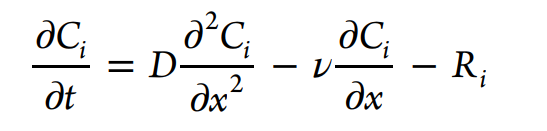 ∂C_i/∂t = D ∂²C_i/∂x² − ν ∂C_i/∂x − R_i